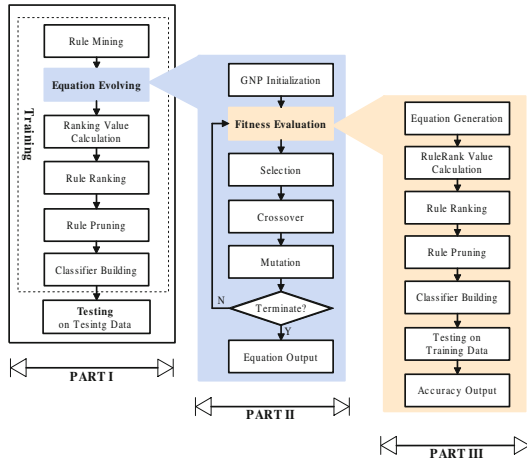 Rule Mining
Equation Evolving
Ranking Value
Calculation
Rule Ranking
Rule Pruning
Classifier Building
Training
Testing
on Tesintg Data
PART I
GNP Initialization
Fitness Evaluation
Selection
Crossover
Mutation
N
Terminate?
Y
Equation Output
PART II
Equation Generation
RuleRank Value
Calculation
Rule Ranking
Rule Pruning
Classifier Building
Testing on
Training Data
Accuracy Output
PART III